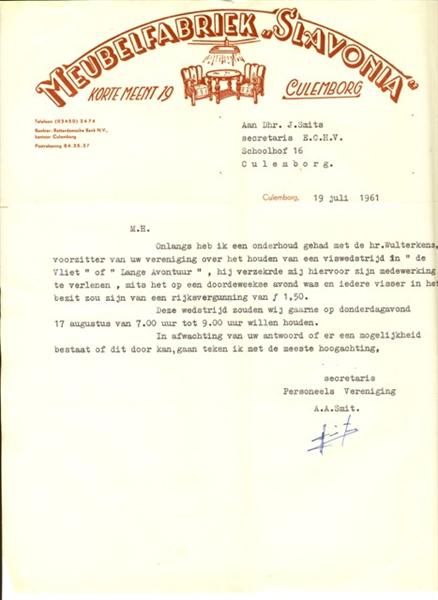 MEUBELFABRIEK „SLAVONIA"
KORTE MEENT 19 CULEMBORG
Telefoon (03450) 2674
Bankier: Rotterdamsche Bank N.V.,
kantoor Culemborg
Postrekening 84.35.37
Aan Dhr. J.Smits
secretaris E.C.H.V.
Schoolhof 16
Culemborg.
Culemborg, 19 juli 1961
M.H.
Onlangs heb ik een onderhoud gehad met de hr.Wulterkens,
voorzitter van uw vereniging over het houden van een viswedstrijd in " de
Vliet " of " Lange Avontuur " , hij verzekrde mij hiervoor zijn medewerking
te verlenen , mits het op een doordeweekse avond was en iedere visser in het
bezit zou zijn van een rijksvergunning van ƒ 1,50.
Deze wedstrijd zouden wij gaarne op donderdagavond
17 augustus van 7.00 uur tot 9.00 uur willen houden.
In afwachting van uw antwoord of er een mogelijkheid
bestaat of dit door kan,gaan teken ik met de meeste hoogachting,
secretaris
Personeels Vereniging
A.A.Smit.